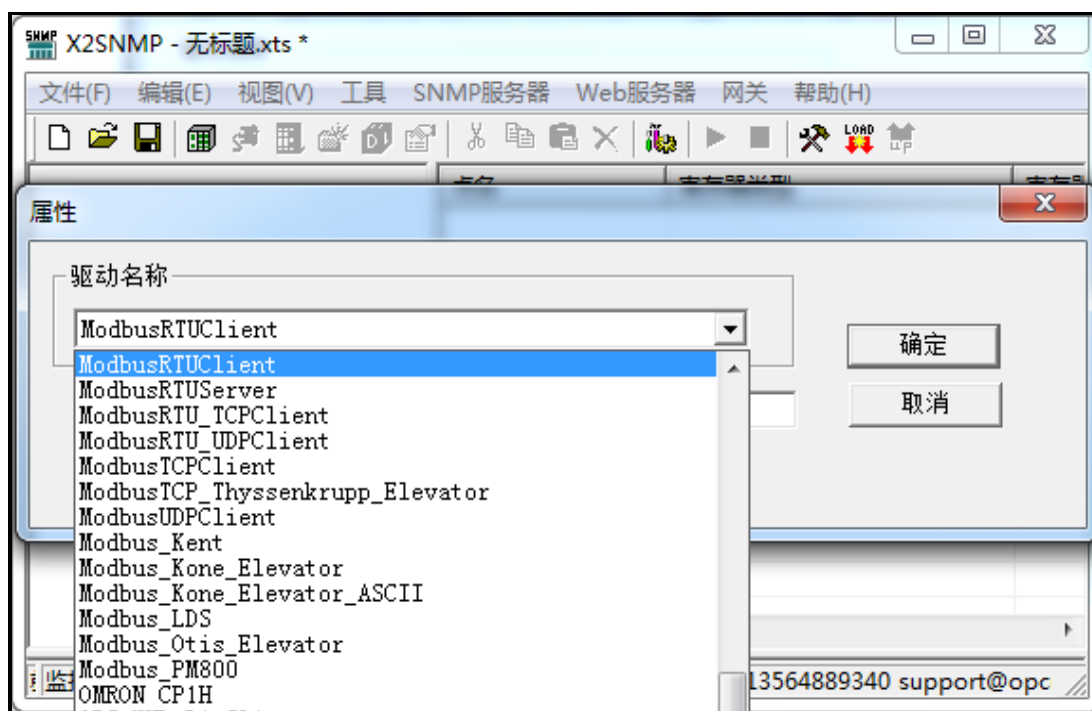 X2SNMP - 无标题.xts *
文件(F) 编辑(E) 视图(V) 工具 SNMP服务器 Web服务器 网关 帮助(H)
LOAD
属性
驱动名称
ModbusRTUClient
确定
取消
ModbusRTUClient
ModbusRTUServer
ModbusRTU_TCPClient
ModbusRTU_UDPClient
ModbusTCPClient
ModbusTCP_Thyssenkrupp_Elevator
ModbusUDPClient
Modbus_Kent
Modbus_Kone_Elevator
Modbus_Kone_Elevator_ASCII
Modbus_LDS
Modbus_Otis_Elevator
Modbus_PM800
OMRON_CP1H
13564889340 support@opc